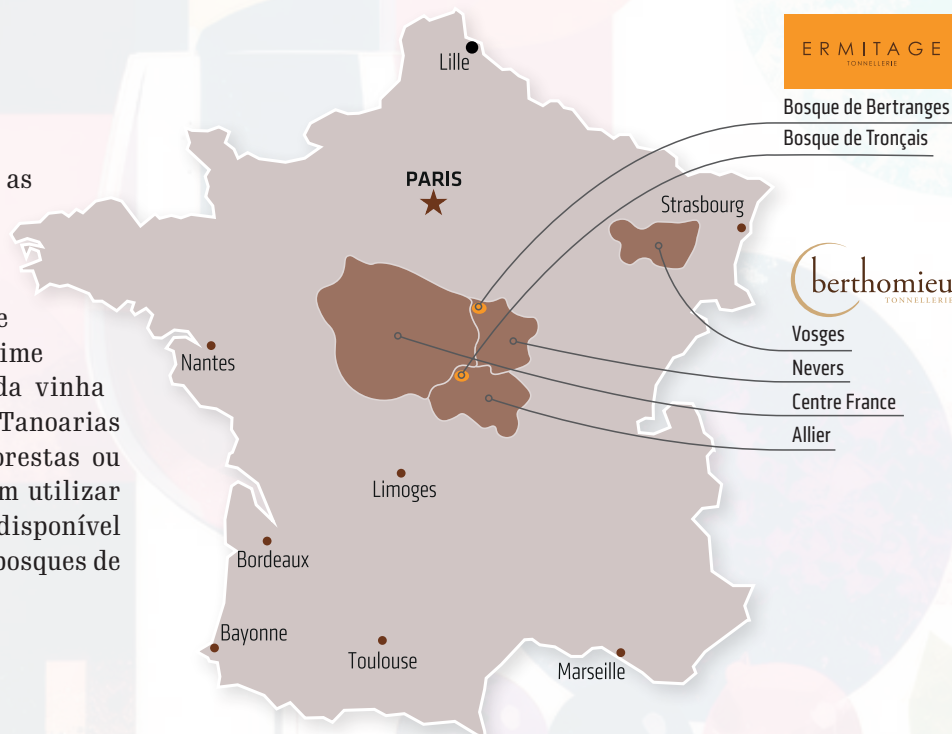 as
e
ime
da vinha
Tanoarias
orestas ou
m utilizar
disponível
bosques de
Lille
PARIS
Strasbourg
Nantes
Limoges
Bordeaux
Bayonne
Toulouse
Marseille
ERMITAGE
TONNELLERIE
Bosque de Bertranges
Bosque de Tronçais
berthomieu
TONNELLERIE
Vosges
Nevers
Centre France
Allier